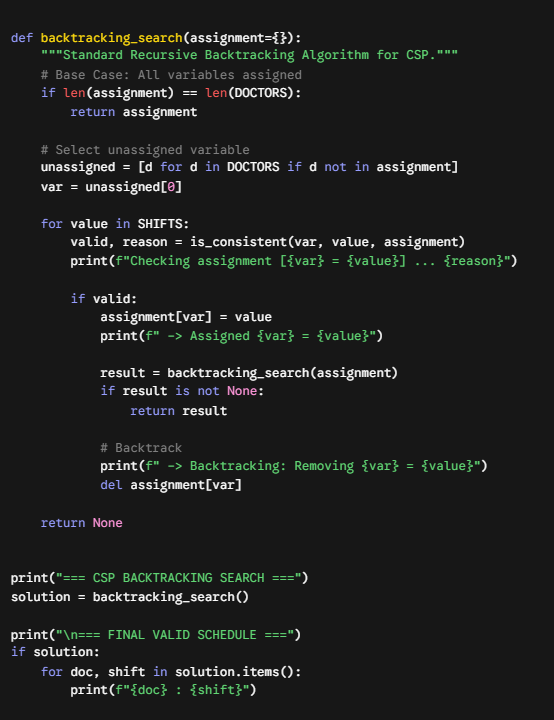 def backtracking_search(assignment={}):
    """Standard Recursive Backtracking Algorithm for CSP."""
    # Base Case: All variables assigned
    if len(assignment) == len(DOCTORS):
        return assignment

    # Select unassigned variable
    unassigned = [d for d in DOCTORS if d not in assignment]
    var = unassigned[0]

    for value in SHIFTS:
        valid, reason = is_consistent(var, value, assignment)
        print(f"Checking assignment [{var} = {value}] ... {reason}")

        if valid:
            assignment[var] = value
            print(f" -> Assigned {var} = {value}")

            result = backtracking_search(assignment)
            if result is not None:
                return result

            # Backtrack
            print(f" -> Backtracking: Removing {var} = {value}")
            del assignment[var]

    return None


print("=== CSP BACKTRACKING SEARCH ===")
solution = backtracking_search()

print("\n=== FINAL VALID SCHEDULE ===")
if solution:
    for doc, shift in solution.items():
        print(f"{doc} : {shift}")